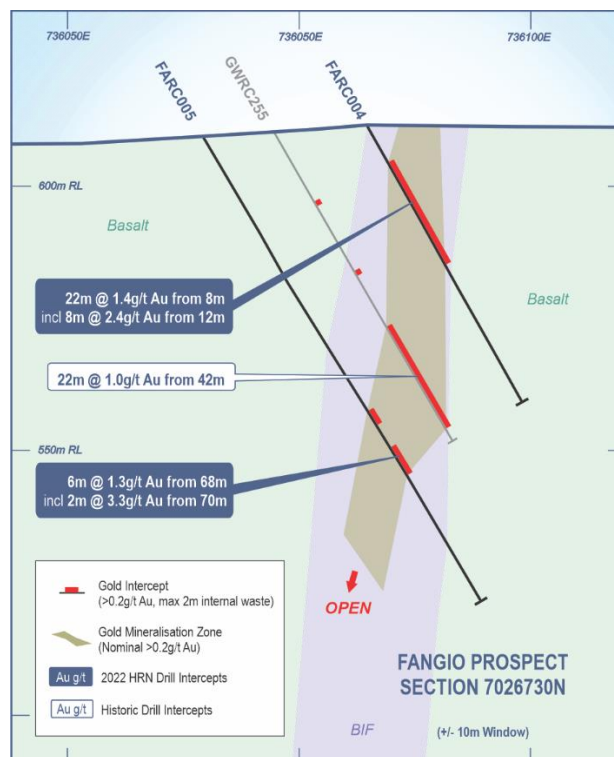 736050E
736050E
736100E
FARC005
GWRC255
FARC004
600m RL
Basalt
Basalt
22m @ 1.4g/t Au from 8m
incl 8m @ 2.4g/t Au from 12m
22m @ 1.0g/t Au from 42m
550m RL
6m @ 1.3g/t Au from 68m
incl 2m @ 3.3g/t Au from 70m
OPEN
Gold Intercept
(>0.2g/t Au, max 2m internal waste)
Gold Mineralisation Zone
(Nominal >0.2g/t Au)
Au g/t 2022 HRN Drill Intercepts
Au g/t Historic Drill Intercepts
FANGIO PROSPECT
SECTION 7026730N
BIF
(+/- 10m Window)